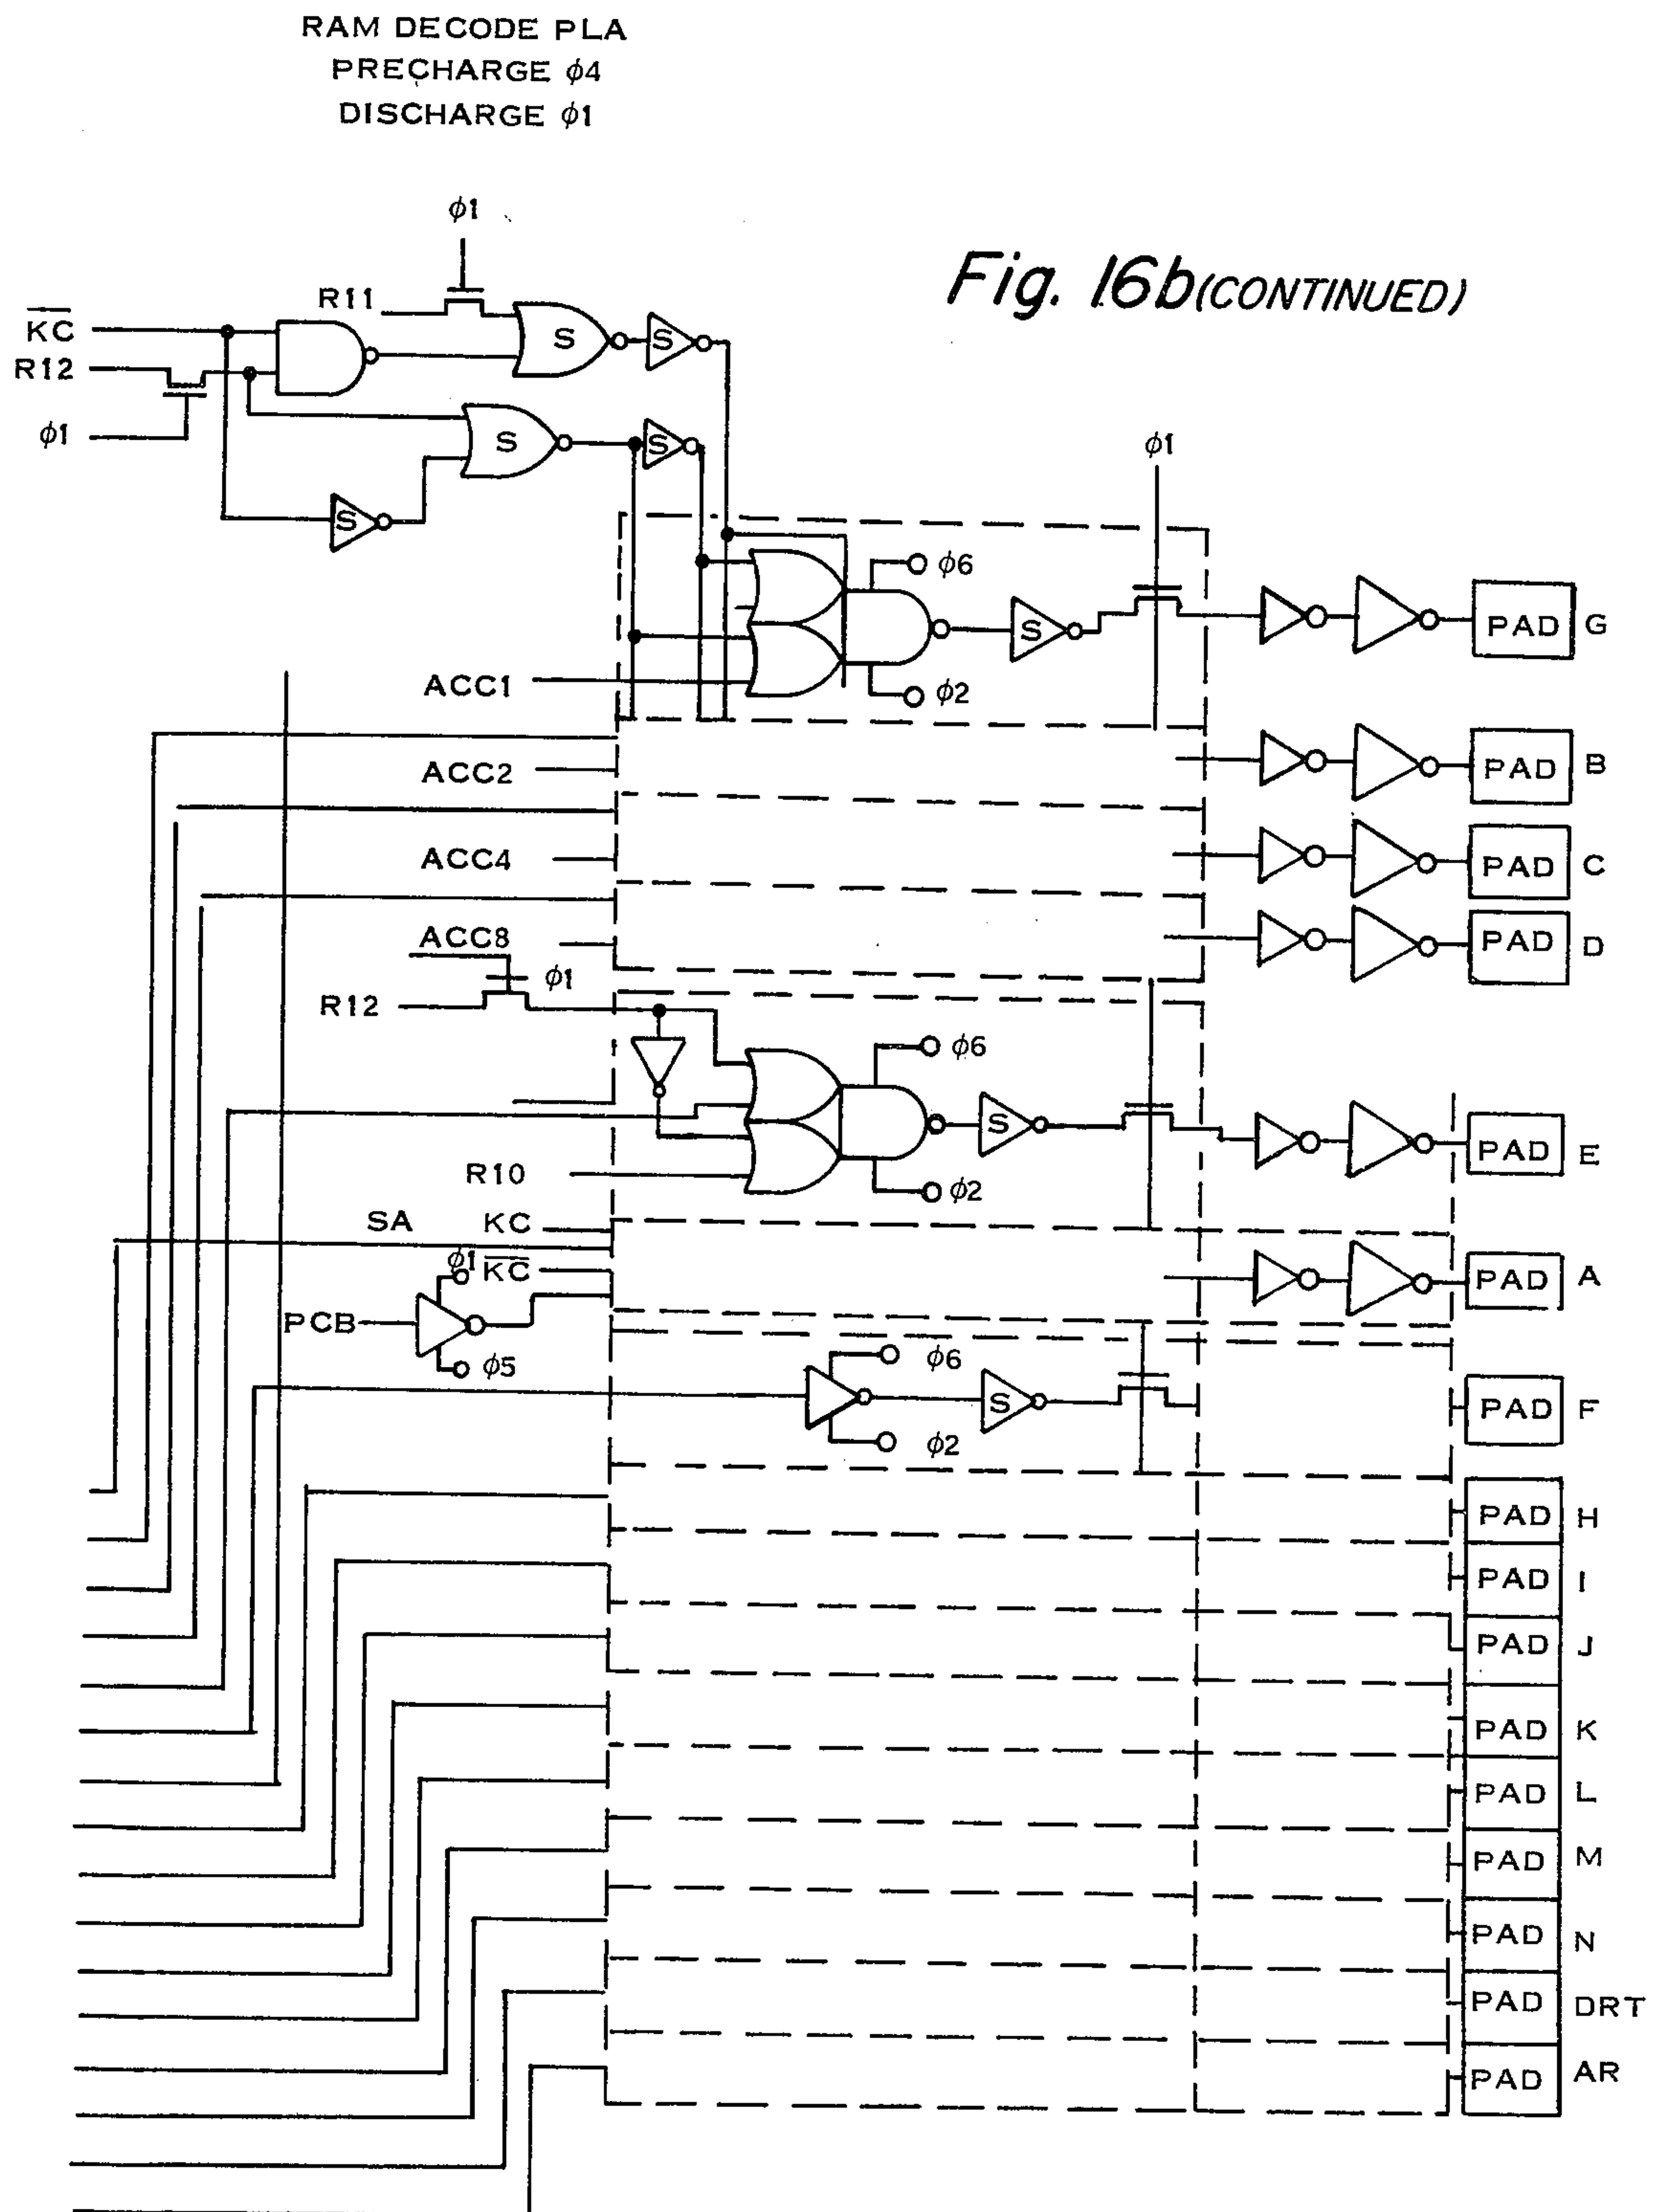 RAM DECODE PLA
PRECHARGE ϕ4
DISCHARGE ϕ1
Fig. 16b (CONTINUED)
ϕ1
R11
K̅C̅
R12
ϕ1
S
S
S
S
S
ϕ1
ϕ6
S
PAD G
ACC1
ϕ2
ACC2
PAD B
ACC4
PAD C
ACC8
PAD D
ϕ1
R12
ϕ6
S
PAD E
R10
ϕ2
SA
KC
ϕ1
K̅C̅
PAD A
PCB
ϕ5
ϕ6
S
PAD F
ϕ2
PAD H
PAD I
PAD J
PAD K
PAD L
PAD M
PAD N
PAD DRT
PAD AR